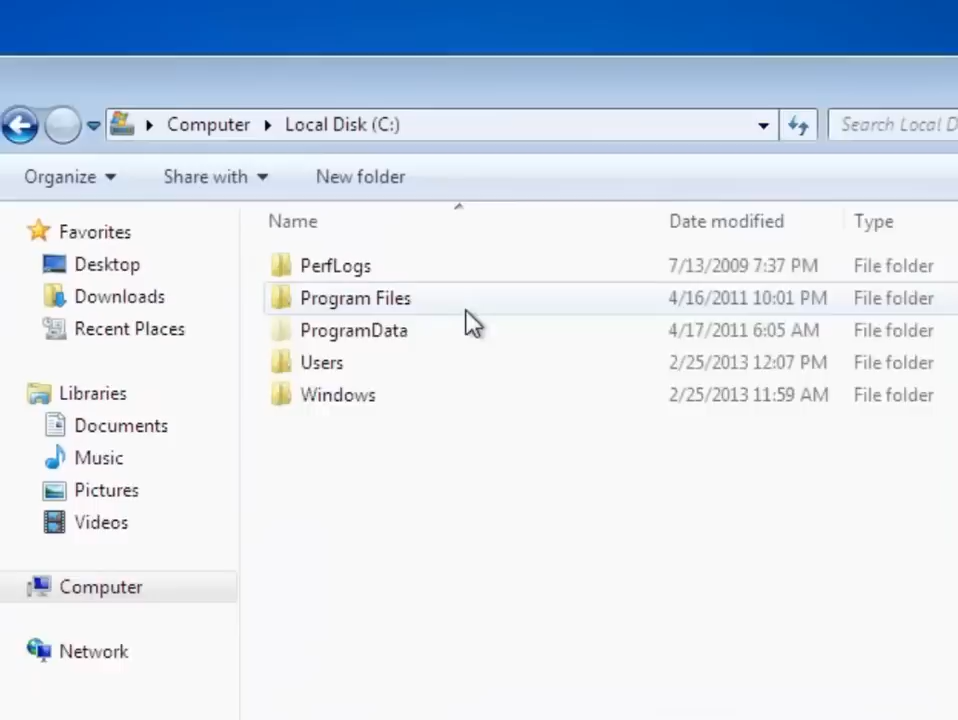 Computer Local Disk (C:) Search Local D
Organize Share with New folder
Name Date modified Type
Favorites
Desktop
Downloads
Recent Places
Libraries
Documents
Music
Pictures
Videos
Computer
Network
PerfLogs 7/13/2009 7:37 PM File folder
Program Files 4/16/2011 10:01 PM File folder
ProgramData 4/17/2011 6:05 AM File folder
Users 2/25/2013 12:07 PM File folder
Windows 2/25/2013 11:59 AM File folder